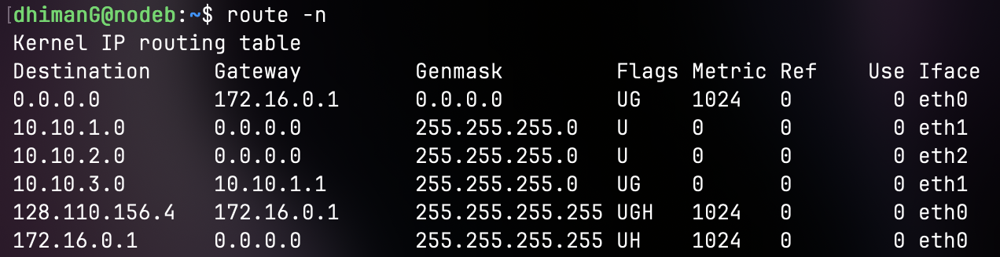 [dhimanG@nodeb:~$ route -n
Kernel IP routing table
Destination     Gateway         Genmask         Flags Metric Ref    Use Iface
0.0.0.0         172.16.0.1      0.0.0.0         UG    1024   0        0 eth0
10.10.1.0       0.0.0.0         255.255.255.0   U     0      0        0 eth1
10.10.2.0       0.0.0.0         255.255.255.0   U     0      0        0 eth2
10.10.3.0       10.10.1.1       255.255.255.0   UG    0      0        0 eth1
128.110.156.4   172.16.0.1      255.255.255.255 UGH   1024   0        0 eth0
172.16.0.1      0.0.0.0         255.255.255.255 UH    1024   0        0 eth0